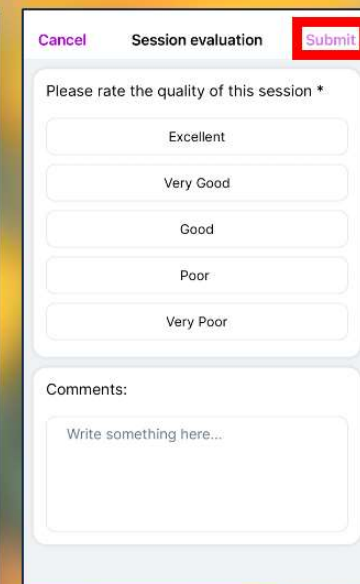 Cancel Session evaluation Submit
Please rate the quality of this session *
Excellent
Very Good
Good
Poor
Very Poor
Comments:
Write something here...